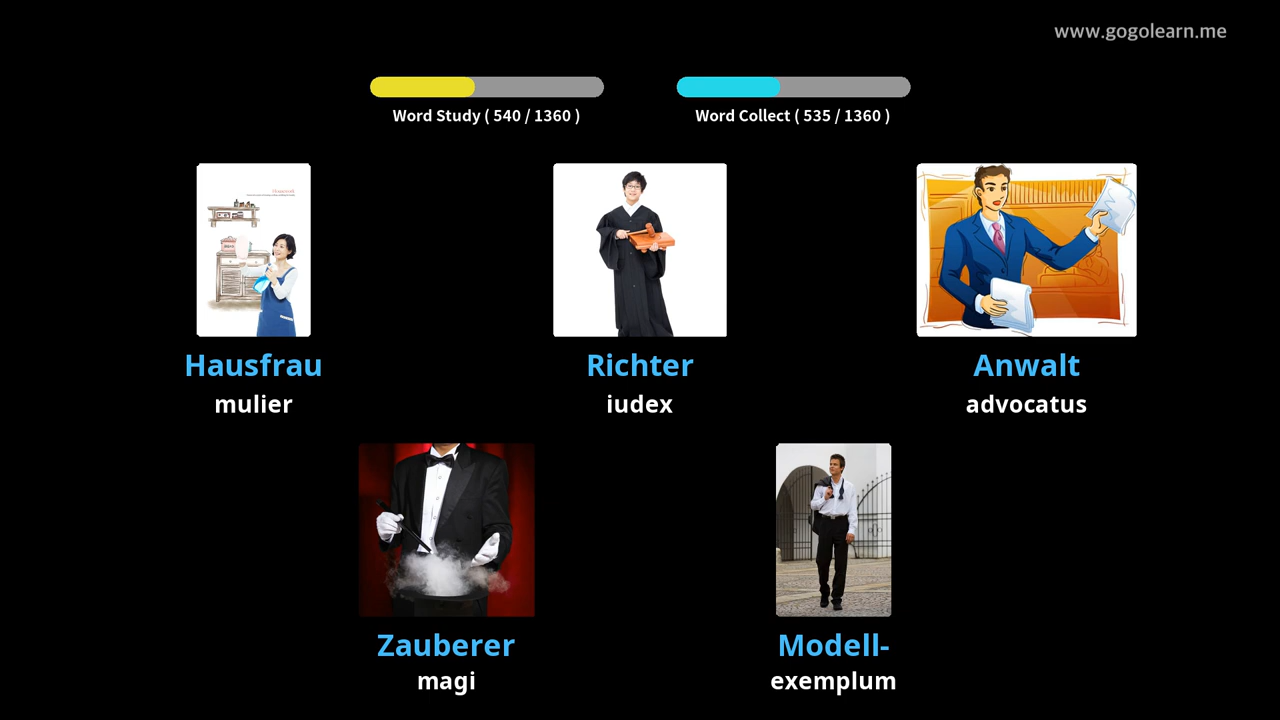 www.gogolearn.me
Word Study ( 540 / 1360 )
Word Collect ( 535 / 1360 )
Hausfrau
mulier
Richter
iudex
Anwalt
advocatus
Zauberer
magi
Modell-
exemplum